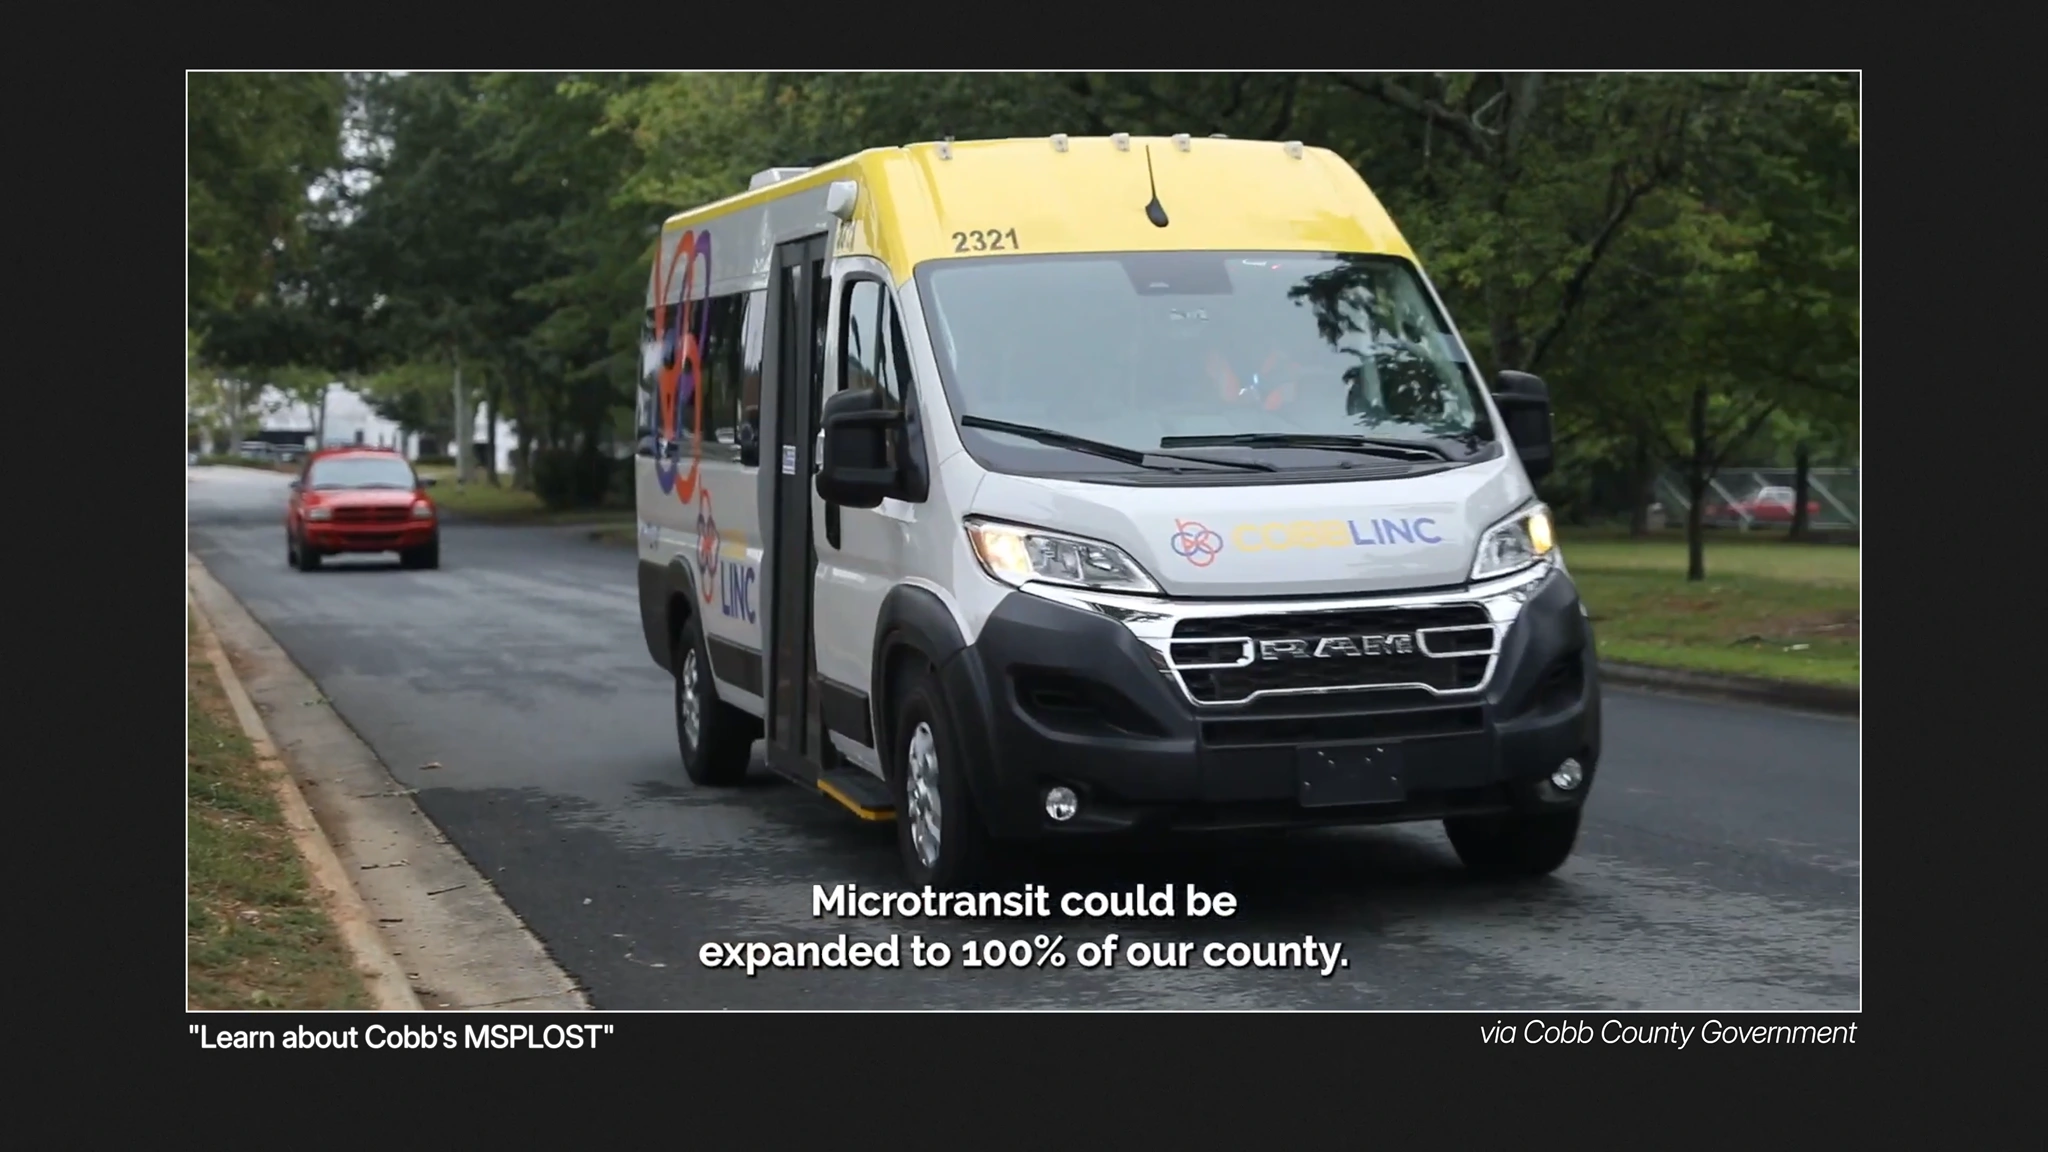 2321
COBBLINC
LINC
RAM
Microtransit could be
expanded to 100% of our county.
"Learn about Cobb's MSPLOST"
via Cobb County Government